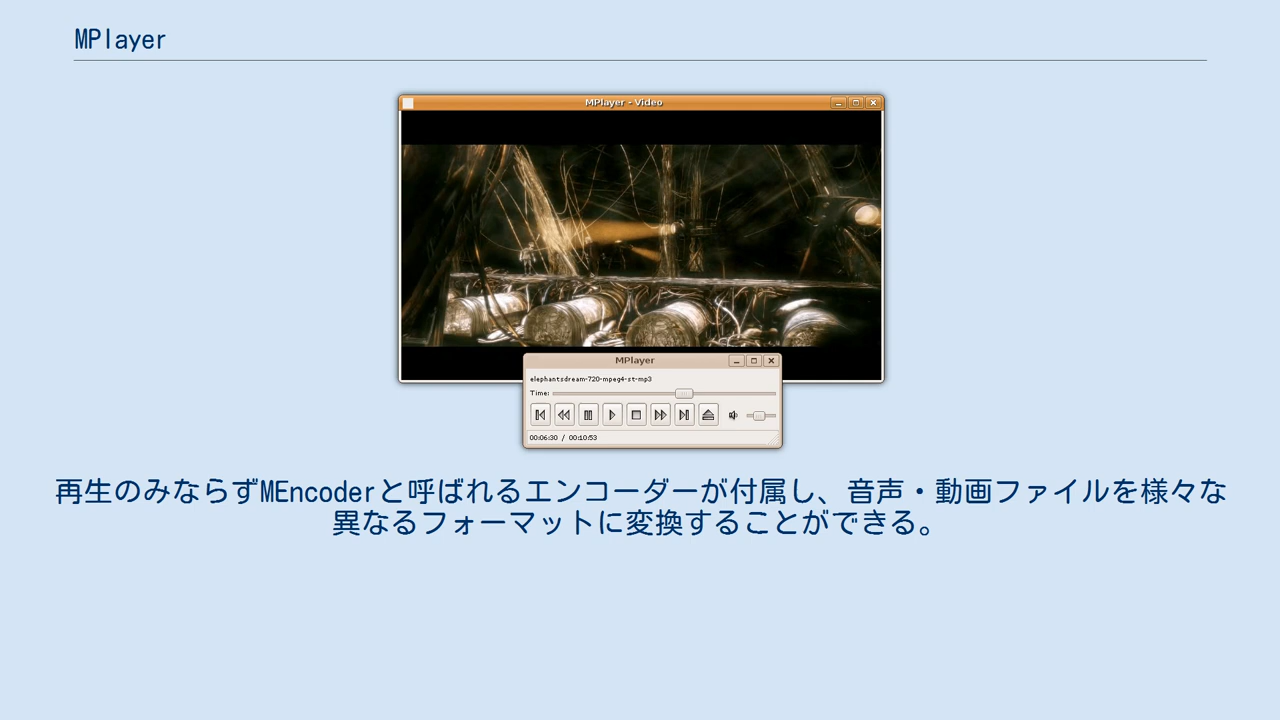 MPlayer
MPlayer - Video
MPlayer
elephantsdream-720-mpeg4-st-mp3
Time:
00:06:30 / 00:10:53
再生のみならずMEncoderと呼ばれるエンコーダーが付属し、音声・動画ファイルを様々な
異なるフォーマットに変換することができる。